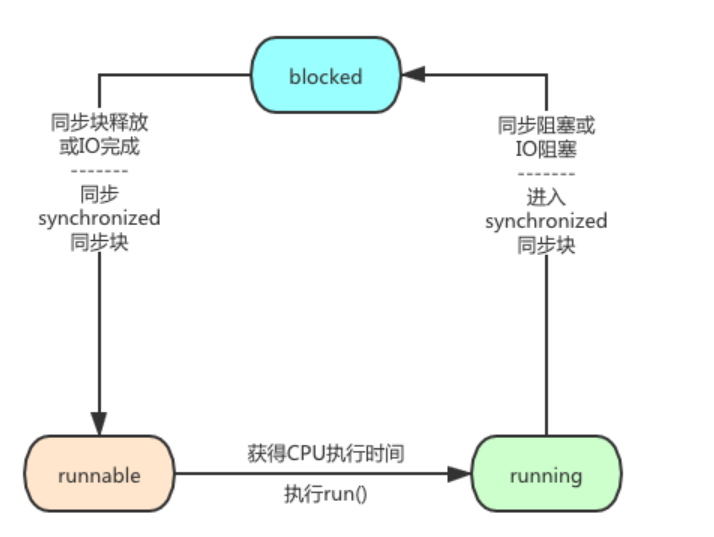 blocked
同步块释放
或IO完成
-------
同步
synchronized
同步块
同步阻塞或
IO阻塞
-------
进入
synchronized
同步块
runnable
获得CPU执行时间
执行run()
running